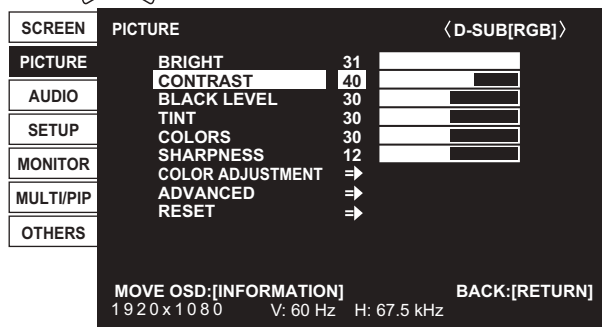 SCREEN
PICTURE
AUDIO
SETUP
MONITOR
MULTI/PIP
OTHERS
PICTURE 〈D-SUB[RGB]〉
BRIGHT 31
CONTRAST 40
BLACK LEVEL 30
TINT 30
COLORS 30
SHARPNESS 12
COLOR ADJUSTMENT
ADVANCED
RESET
MOVE OSD:[INFORMATION] BACK:[RETURN]
1920x1080 V: 60 Hz H: 67.5 kHz